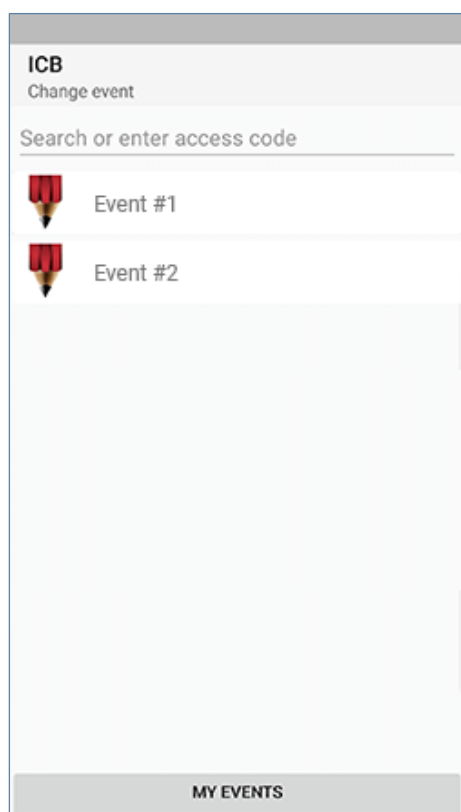 ICB
Change event
Search or enter access code
Event #1
Event #2
MY EVENTS